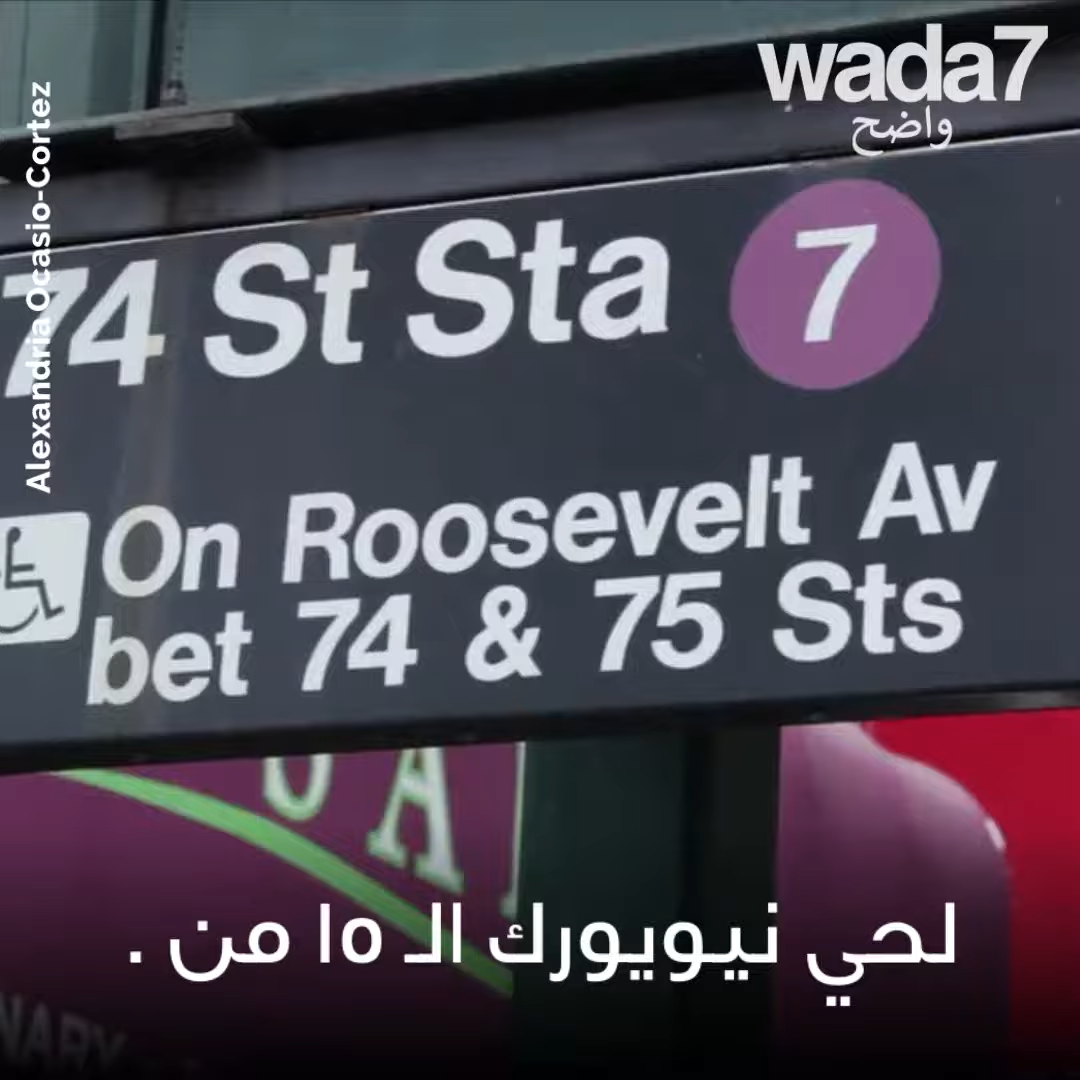 wada7
واضح
Alexandria Ocasio-Cortez
74 St Sta 7
On Roosevelt Av
bet 74 & 75 Sts
لحي نيويورك الـ ١٥ من .